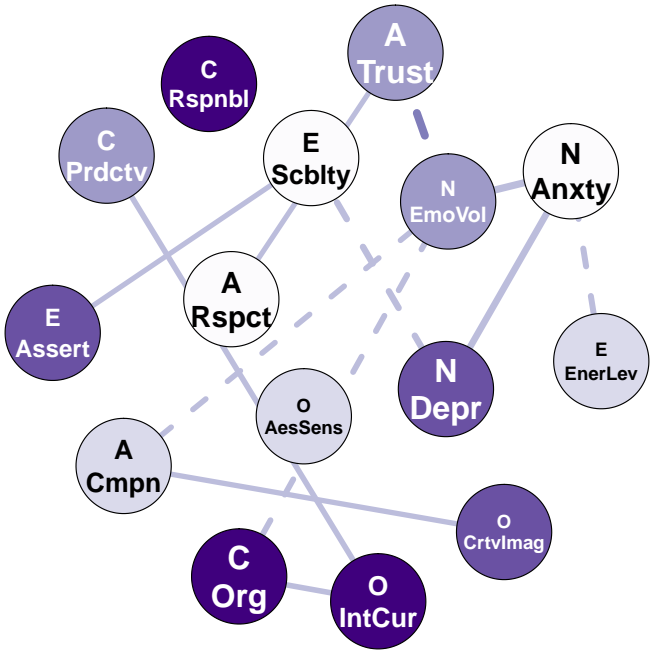 A
Trust
C
Rspnbl
C
Prdctv
E
Scblty
N
Anxty
N
EmoVol
A
Rspct
E
Assert
E
EnerLev
N
Depr
O
AesSens
A
Cmpn
O
CrtvImag
C
Org
O
IntCur